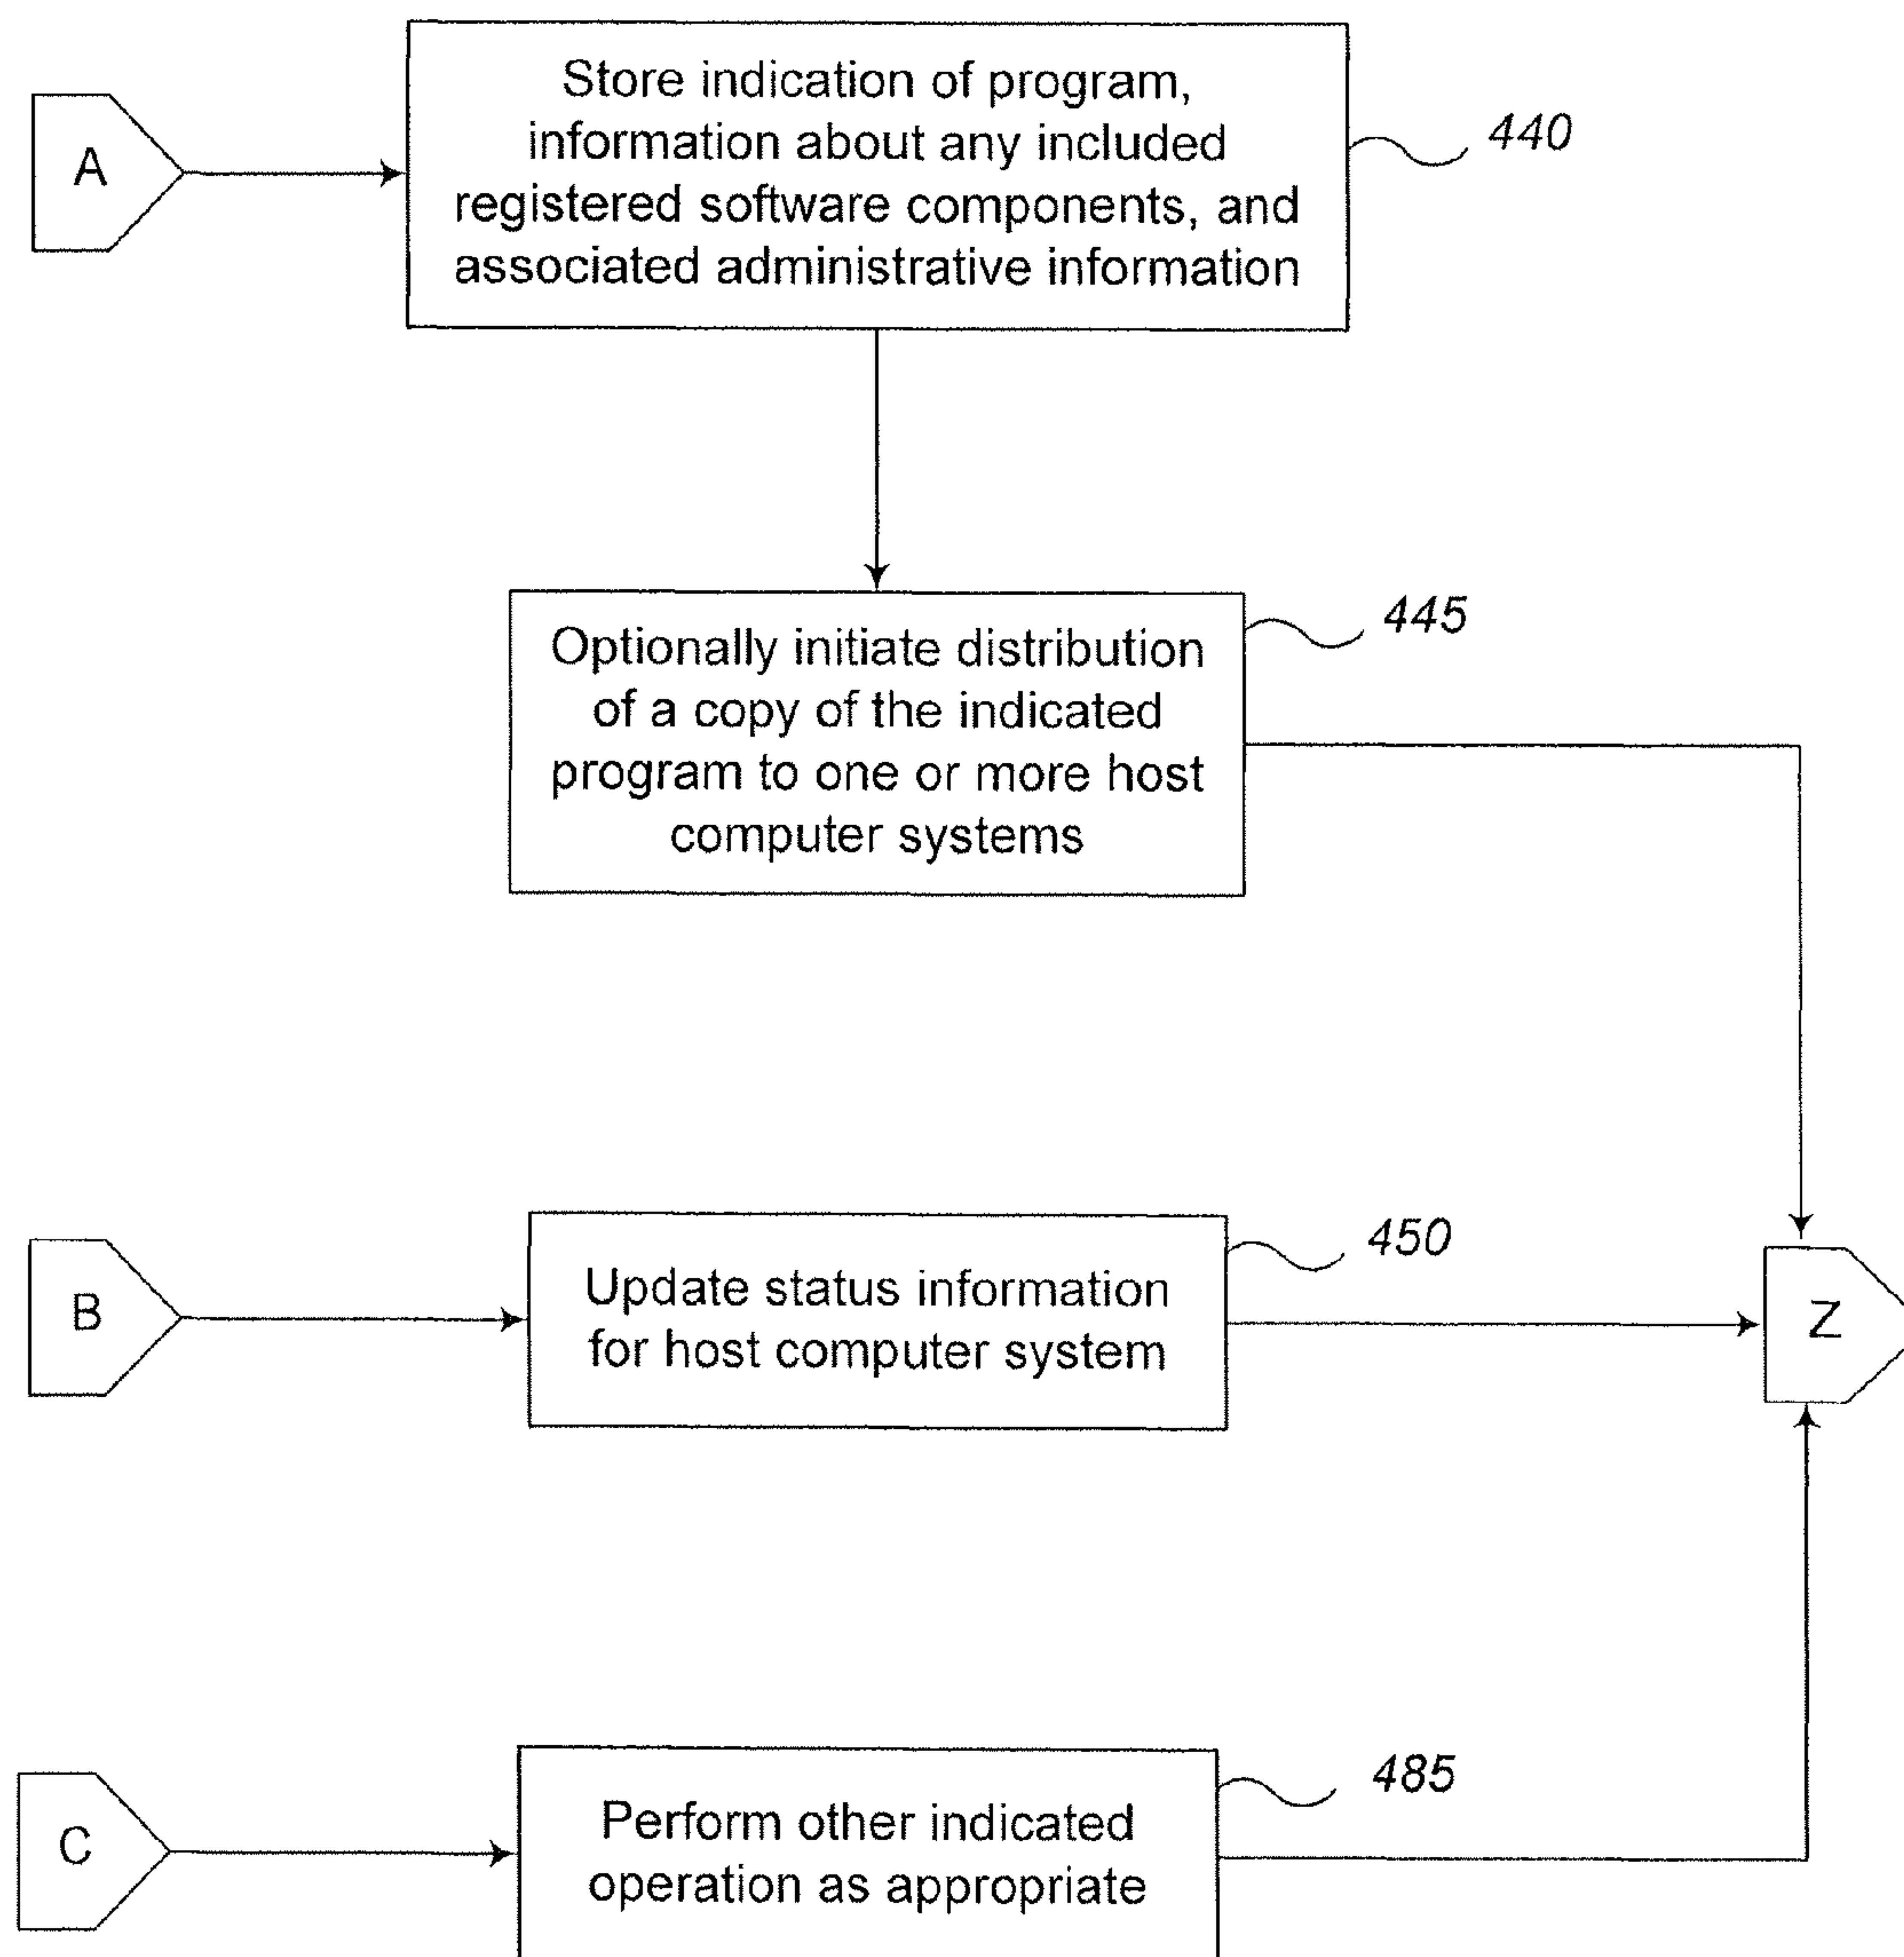 A
Store indication of program,
information about any included
registered software components, and
associated administrative information
440
Optionally initiate distribution
of a copy of the indicated
program to one or more host
computer systems
445
B
Update status information
for host computer system
450
Z
C
Perform other indicated
operation as appropriate
485